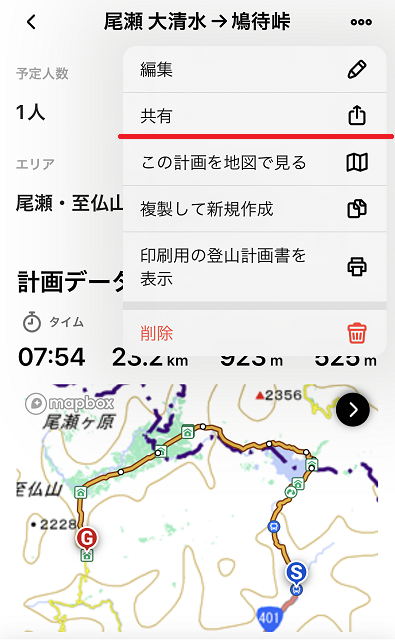 尾瀬 大清水→鳩待峠
予定人数
1人
エリア
尾瀬・至仏山
編集
共有
この計画を地図で見る
複製して新規作成
印刷用の登山計画書を
表示
削除
計画データ
タイム
07:54 23.2 km 923 m 525 m
mapbox
尾瀬ヶ原
▲2356
至仏山
•2228
G
S
401